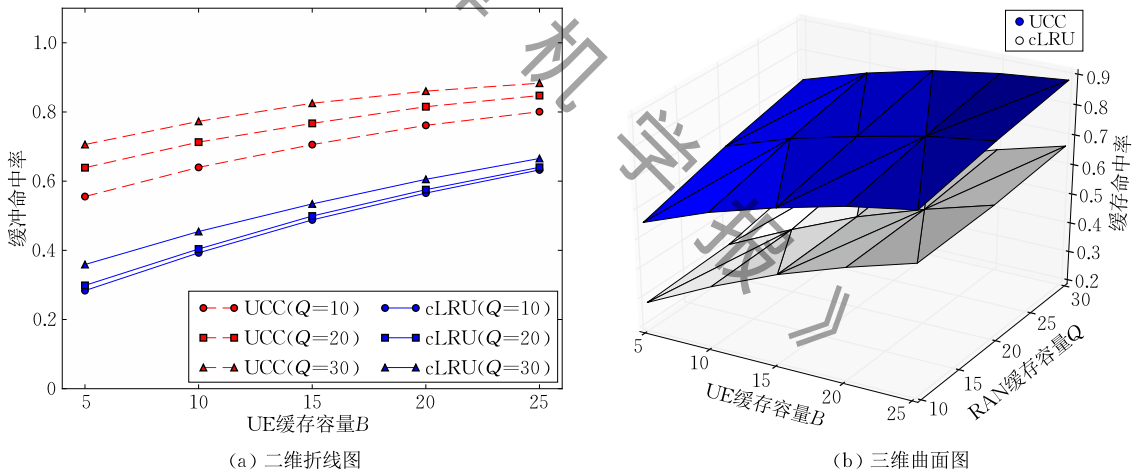 1.0
0.8
0.6
0.4
0.2
0
缓冲命中率
5 10 15 20 25
UE缓存容量B
UCC(Q=10) cLRU(Q=10)
UCC(Q=20) cLRU(Q=20)
UCC(Q=30) cLRU(Q=30)
(a) 二维折线图
UCC
cLRU
0.9
0.8
0.7
0.6
0.5
0.4
0.3
0.2
缓存命中率
5 10 15 20 25
UE缓存容量B
10 15 20 25 30
RAN缓存容量Q
(b) 三维曲面图
机学报》